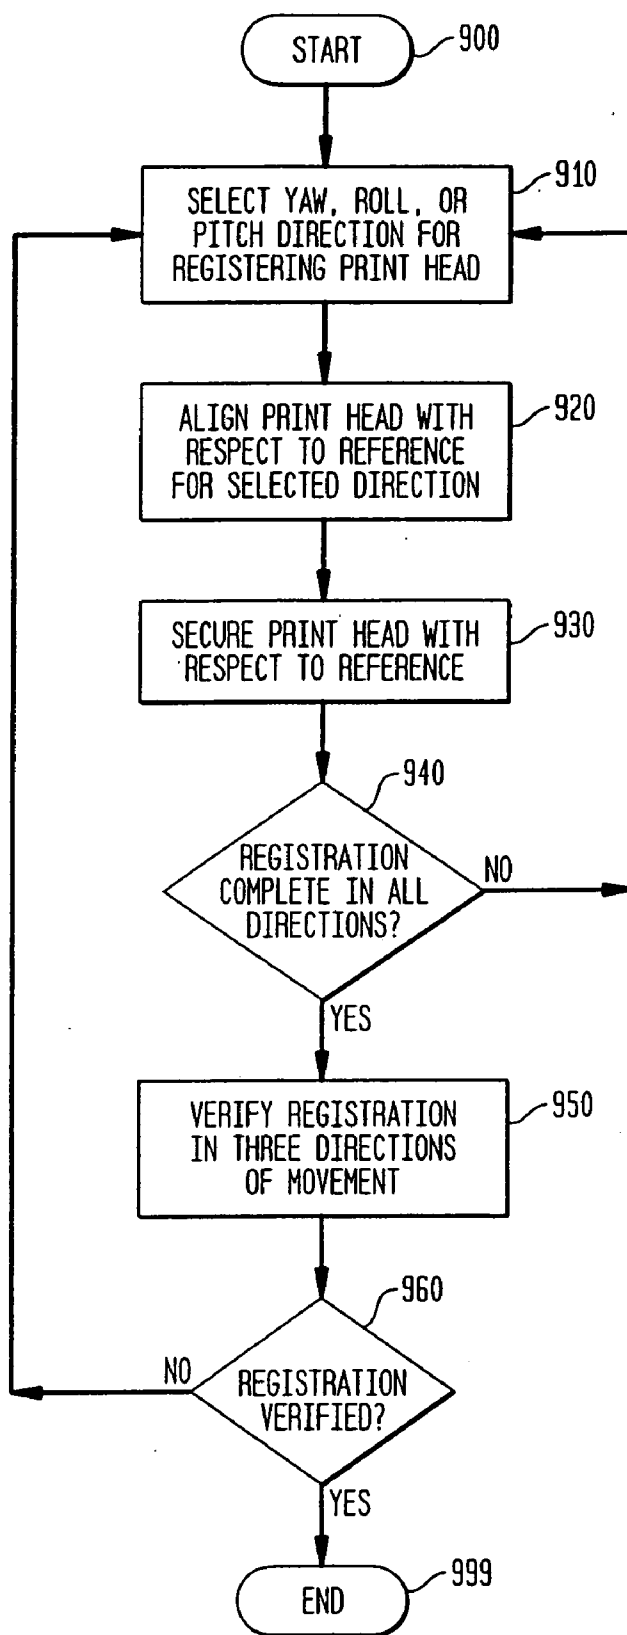 START
900
SELECT YAW, ROLL, OR
PITCH DIRECTION FOR
REGISTERING PRINT HEAD
910
ALIGN PRINT HEAD WITH
RESPECT TO REFERENCE
FOR SELECTED DIRECTION
920
SECURE PRINT HEAD WITH
RESPECT TO REFERENCE
930
940
REGISTRATION
COMPLETE IN ALL
DIRECTIONS?
NO
YES
VERIFY REGISTRATION
IN THREE DIRECTIONS
OF MOVEMENT
950
960
NO
REGISTRATION
VERIFIED?
YES
END
999